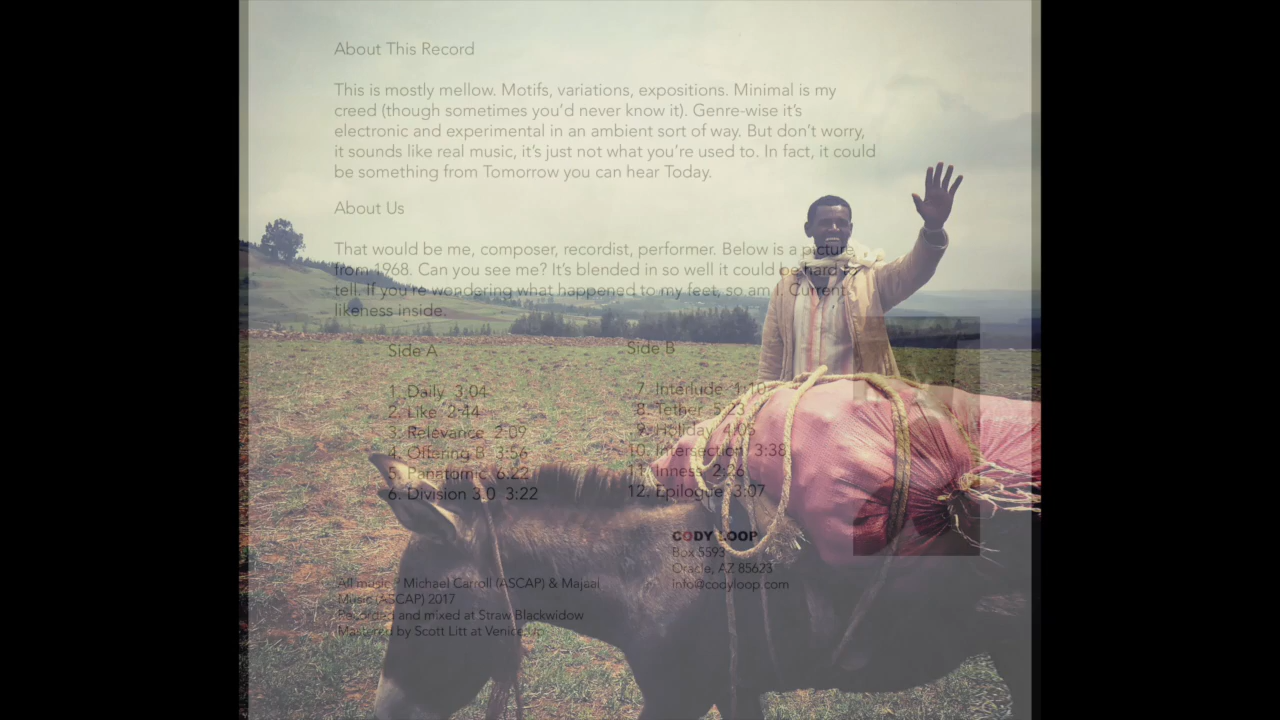 About This Record
This is mostly mellow. Motifs, variations, expositions. Minimal is my
creed (though sometimes you'd never know it). Genre-wise it's
electronic and experimental in an ambient sort of way. But don't worry,
it sounds like real music, it's just not what you're used to. In fact, it could
be something from Tomorrow you can hear Today.
About Us
That would be me, composer, recordist, performer. Below is a picture
from 1968. Can you see me? It's blended in so well it could be hard to
tell. If you're wondering what happened to my feet, so am I. Current
likeness inside.
Side A
1. Daily 3:04
2. Like 2:44
3. Relevance 2:09
4. Offering B 3:56
5. Panatomic 6:22
6. Division 3.0 3:22
Side B
7. Interlude 1:10
8. Tether 5:23
9. Holiday 4:05
10. Intersection 3:38
11. Inness 2:26
12. Epilogue 3:07
CODY LOOP
Box 5593
Oracle, AZ 85623
info@codyloop.com
All music Michael Carroll (ASCAP) & Majaal
Music (ASCAP) 2017
Recorded and mixed at Straw Blackwidow
Mastered by Scott Litt at Venice Up